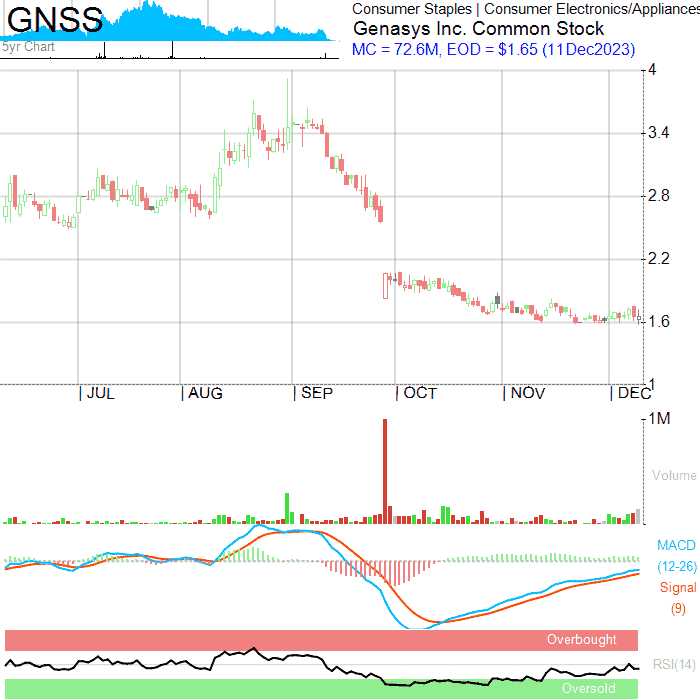 GNSS
5yr Chart
Consumer Staples | Consumer Electronics/Appliances
Genasys Inc. Common Stock
MC = 72.6M, EOD = $1.65 (11Dec2023)
4
3.4
2.8
2.2
1.6
1
| JUL | AUG | SEP | OCT | NOV | DEC
1M
Volume
MACD
(12-26)
Signal
(9)
Overbought
RSI(14)
Oversold